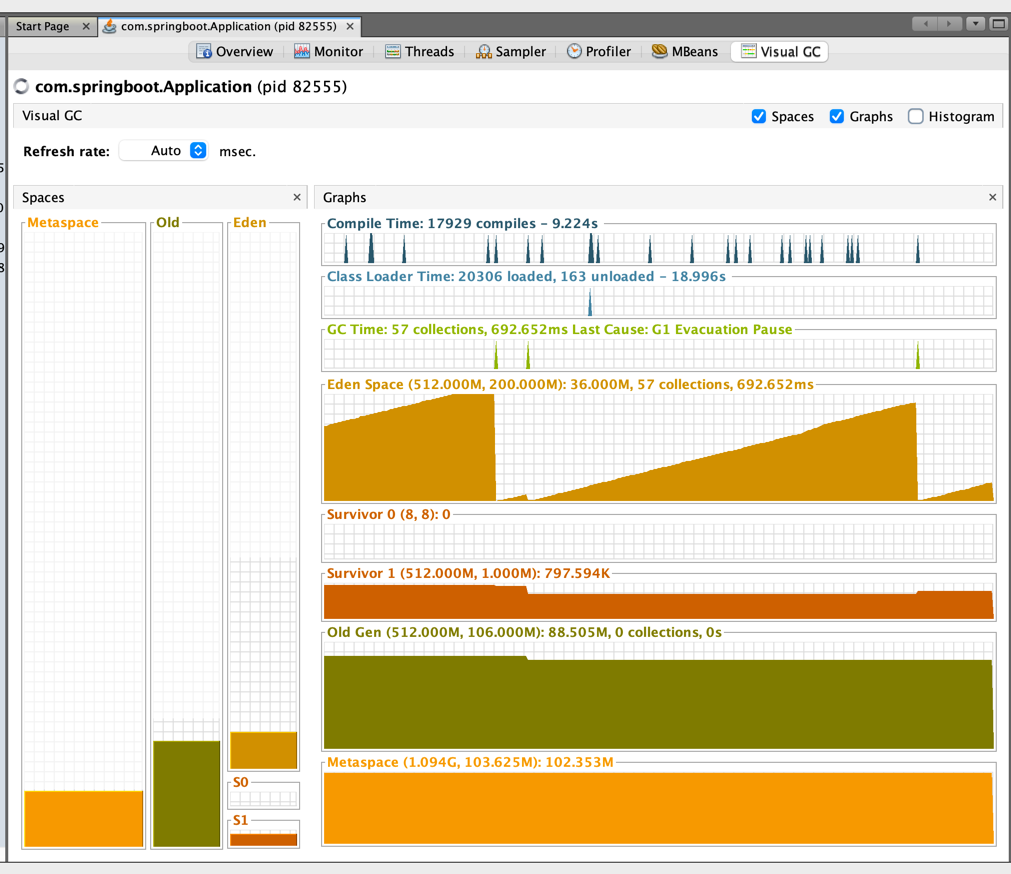 Start Page
com.springboot.Application (pid 82555)
Overview Monitor Threads Sampler Profiler MBeans Visual GC
com.springboot.Application (pid 82555)
Visual GC
Spaces Graphs Histogram
Refresh rate: Auto msec.
Spaces
Metaspace Old Eden
S0
S1
Graphs
Compile Time: 17929 compiles - 9.224s
Class Loader Time: 20306 loaded, 163 unloaded - 18.996s
GC Time: 57 collections, 692.652ms Last Cause: G1 Evacuation Pause
Eden Space (512.000M, 200.000M): 36.000M, 57 collections, 692.652ms
Survivor 0 (8, 8): 0
Survivor 1 (512.000M, 1.000M): 797.594K
Old Gen (512.000M, 106.000M): 88.505M, 0 collections, 0s
Metaspace (1.094G, 103.625M): 102.353M